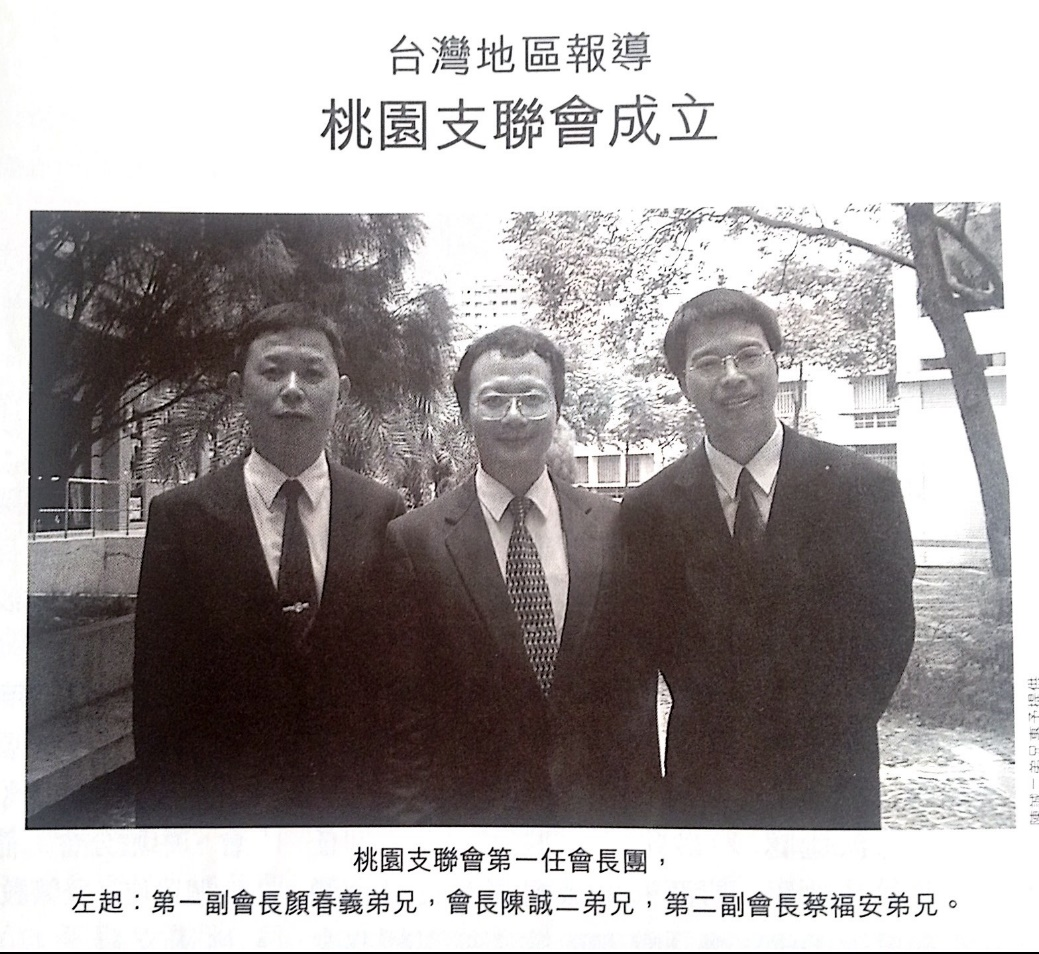 台灣地區報導
桃園支聯會成立
桃園支聯會第一任會長團，
左起：第一副會長顏春義弟兄，會長陳誠二弟兄，第二副會長蔡福安弟兄。